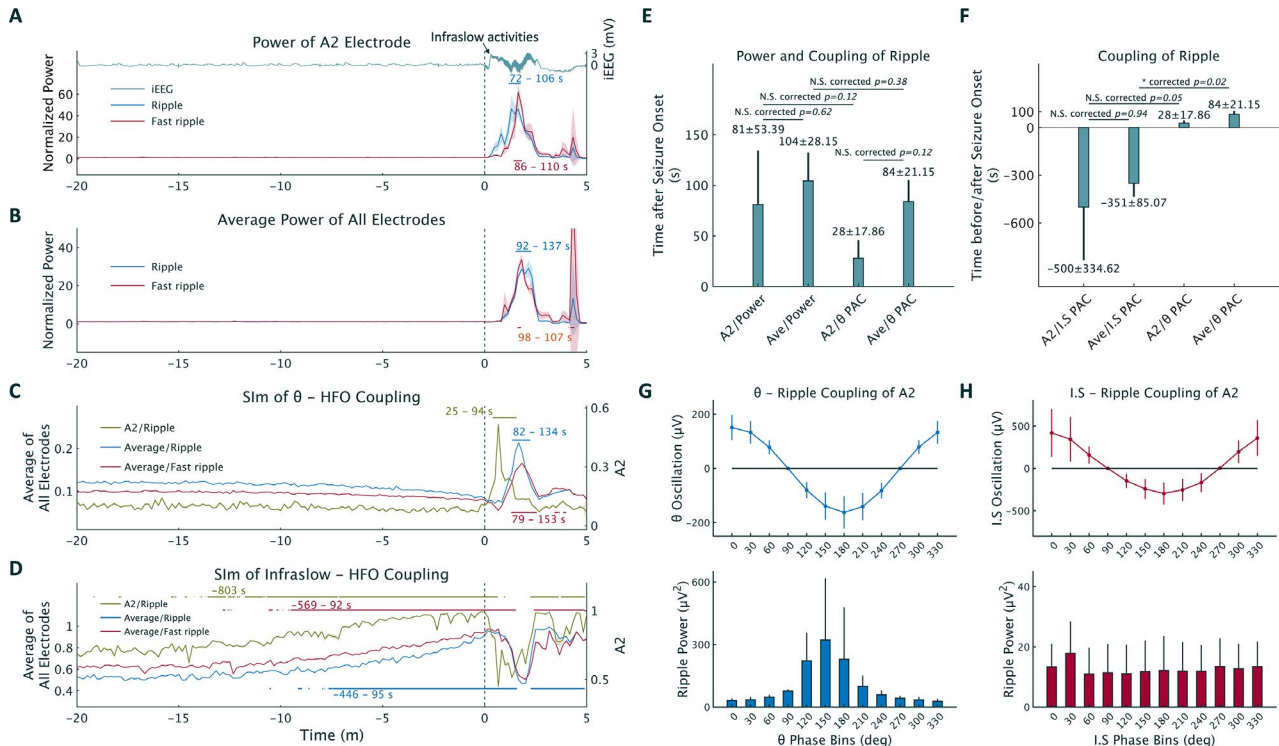 A
Power of A2 Electrode
Infraslow activities
iEEG (mV)
3
0
72 – 106 s
Normalized Power
60
40
20
0
iEEG
Ripple
Fast ripple
86 – 110 s
−20
−15
−10
−5
0
5
B
Average Power of All Electrodes
Normalized Power
40
20
0
92 – 137 s
Ripple
Fast ripple
98 – 107 s
−20
−15
−10
−5
0
5
C
SIm of θ – HFO Coupling
Average of
All Electrodes
0.2
0.1
25 – 94 s
A2/Ripple
Average/Ripple
Average/Fast ripple
82 – 134 s
79 – 153 s
0.6
0.3
0
A2
−20
−15
−10
−5
0
5
D
SIm of Infraslow – HFO Coupling
−803 s
−569 – 92 s
A2/Ripple
Average/Ripple
Average/Fast ripple
Average of
All Electrodes
1
0.8
0.6
0.4
−446 – 95 s
1
0.5
A2
−20
−15
−10
−5
0
5
Time (m)
E
Power and Coupling of Ripple
N.S. corrected p=0.38
N.S. corrected p=0.12
N.S. corrected p=0.62
81±53.39
104±28.15
N.S. corrected p=0.12
84±21.15
28±17.86
Time after Seizure Onset
(s)
150
100
50
0
A2/Power
Ave/Power
A2/θ PAC
Ave/θ PAC
F
Coupling of Ripple
* corrected p=0.02
N.S. corrected p=0.05
84±21.15
N.S. corrected p=0.94
28±17.86
Time before/after Seizure Onset
(s)
100
0
−300
−600
−351±85.07
−500±334.62
A2/I.S PAC
Ave/I.S PAC
A2/θ PAC
Ave/θ PAC
G
θ – Ripple Coupling of A2
θ Oscillation (μV)
200
0
−200
0
30
60
90
120
150
180
210
240
270
300
330
Ripple Power (μV²)
600
300
0
0
30
60
90
120
150
180
210
240
270
300
330
θ Phase Bins (deg)
H
I.S – Ripple Coupling of A2
I.S Oscillation (μV)
500
0
−500
0
30
60
90
120
150
180
210
240
270
300
330
Ripple Power (μV²)
40
20
0
0
30
60
90
120
150
180
210
240
270
300
330
I.S Phase Bins (deg)